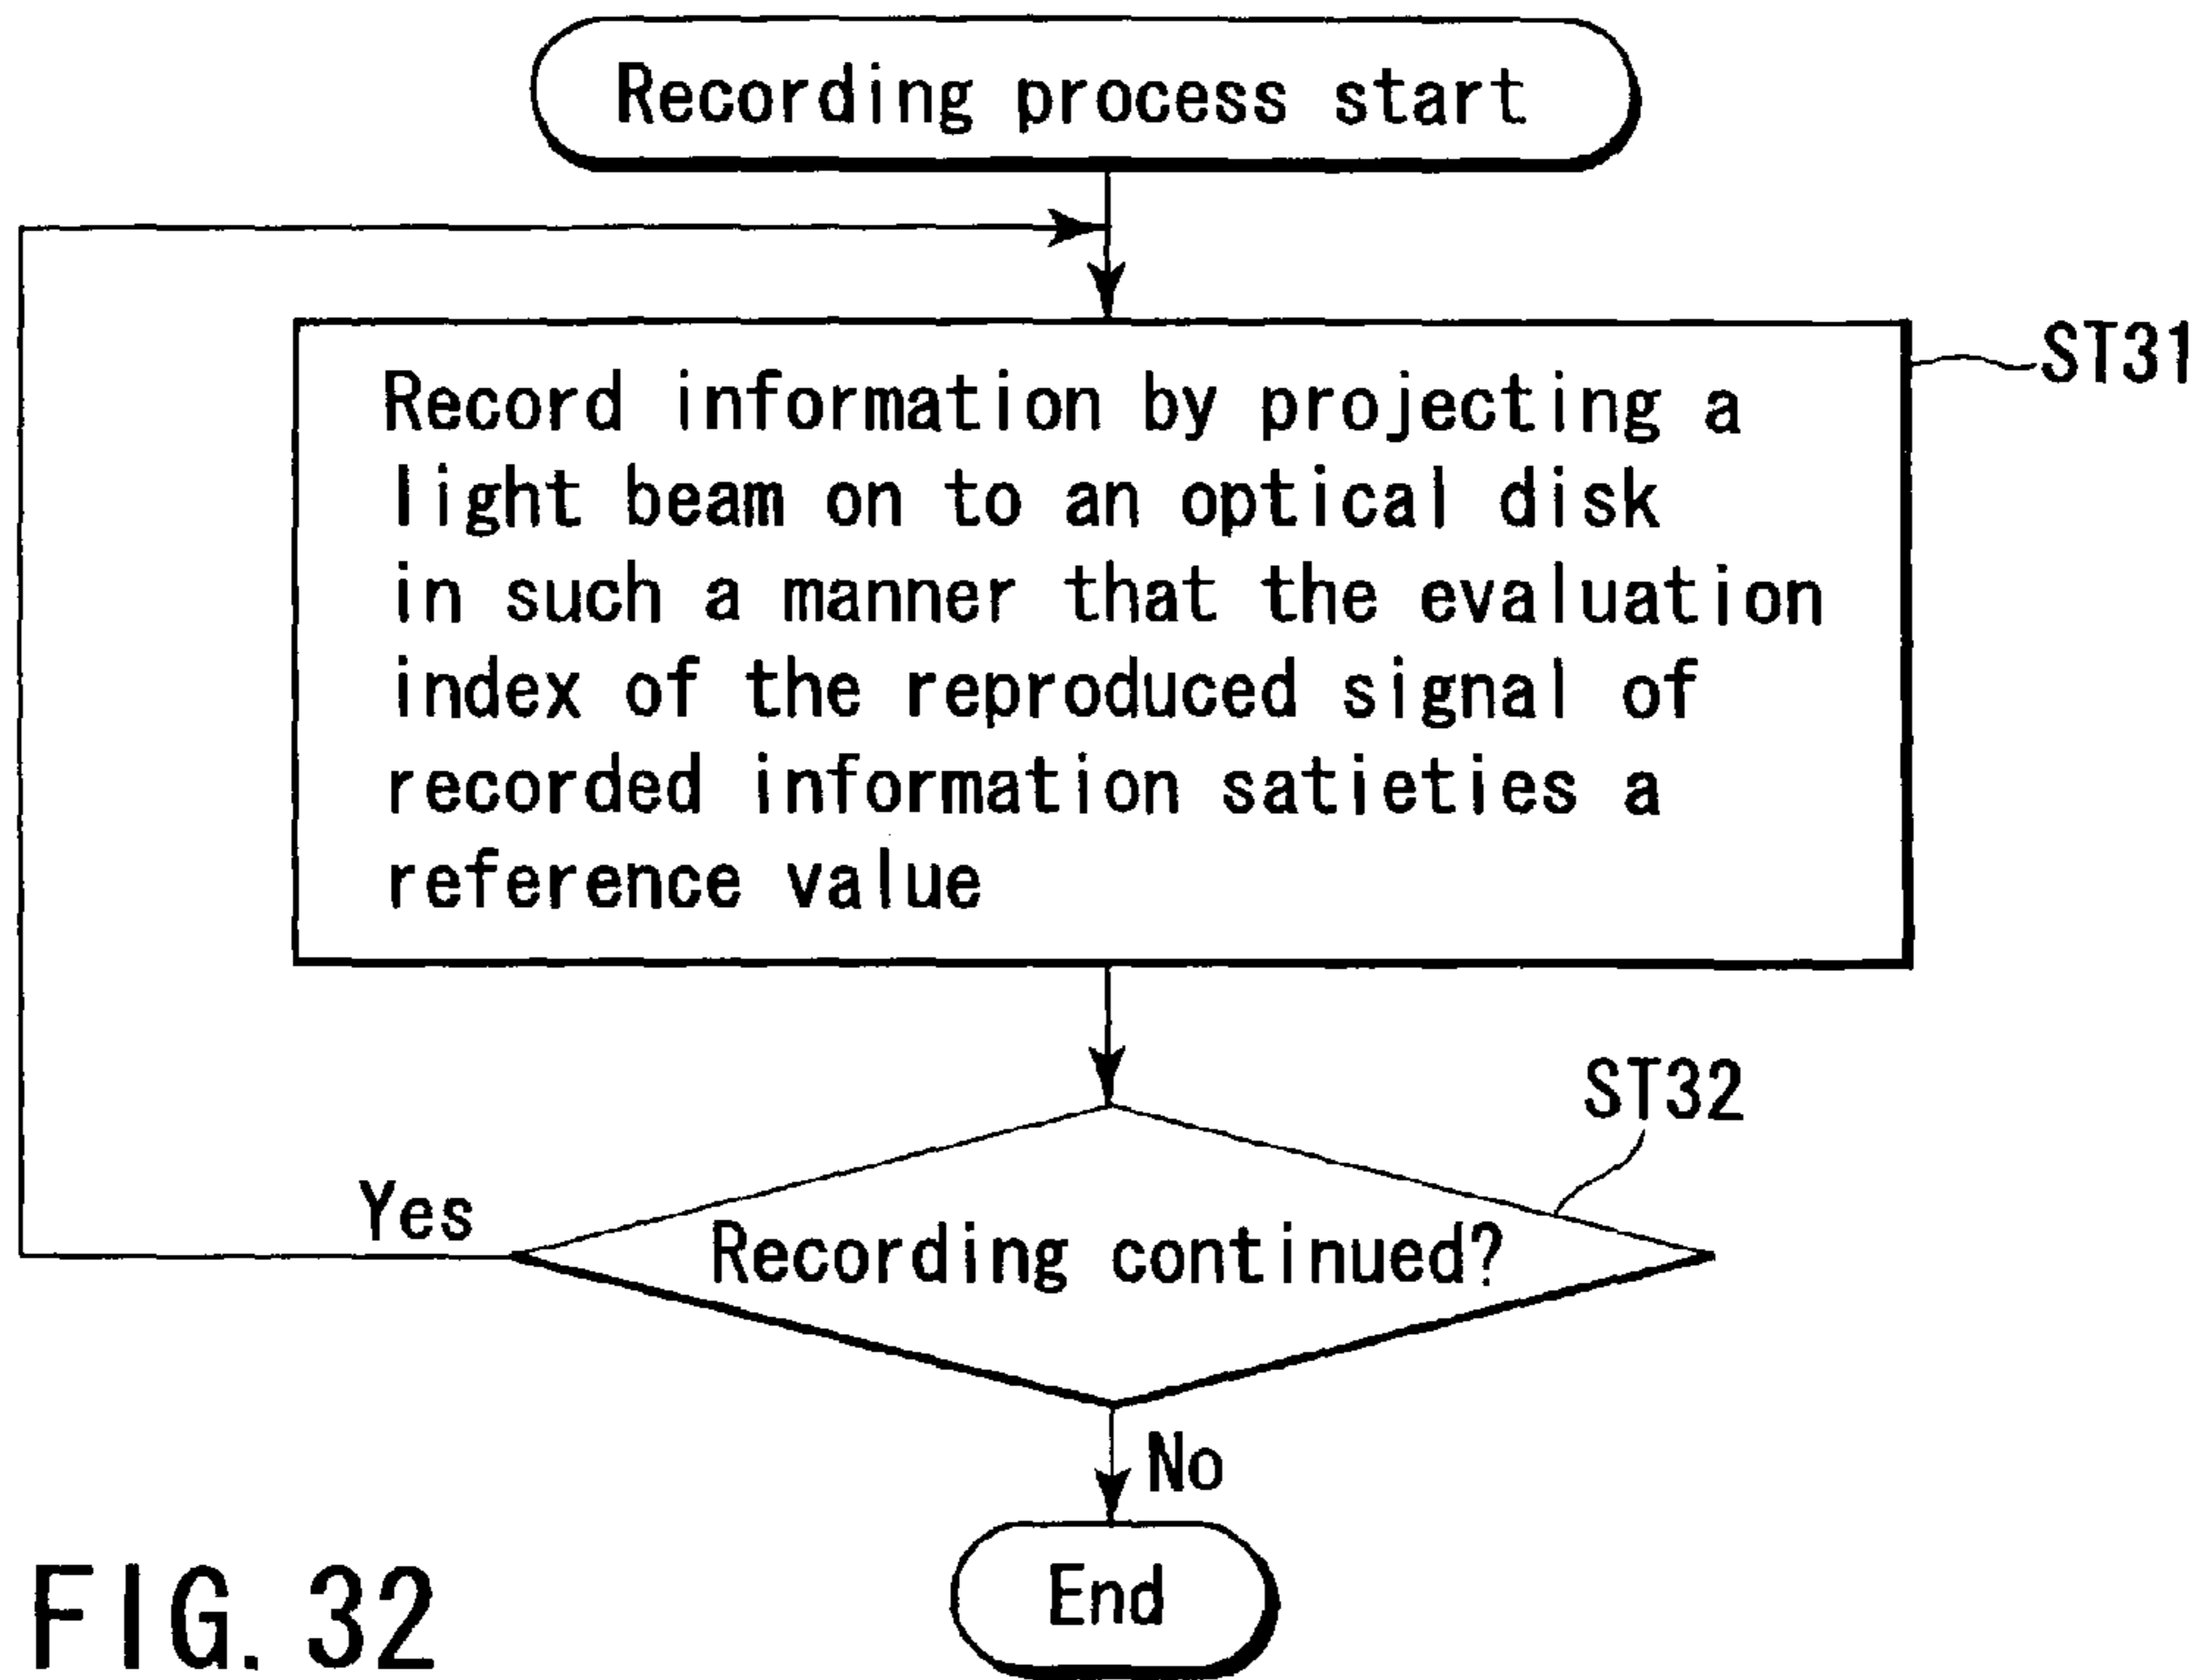 Recording process start
ST31
Record information by projecting a
light beam on to an optical disk
in such a manner that the evaluation
index of the reproduced signal of
recorded information satieties a
reference value
ST32
Yes
Recording continued?
No
End
FIG. 32